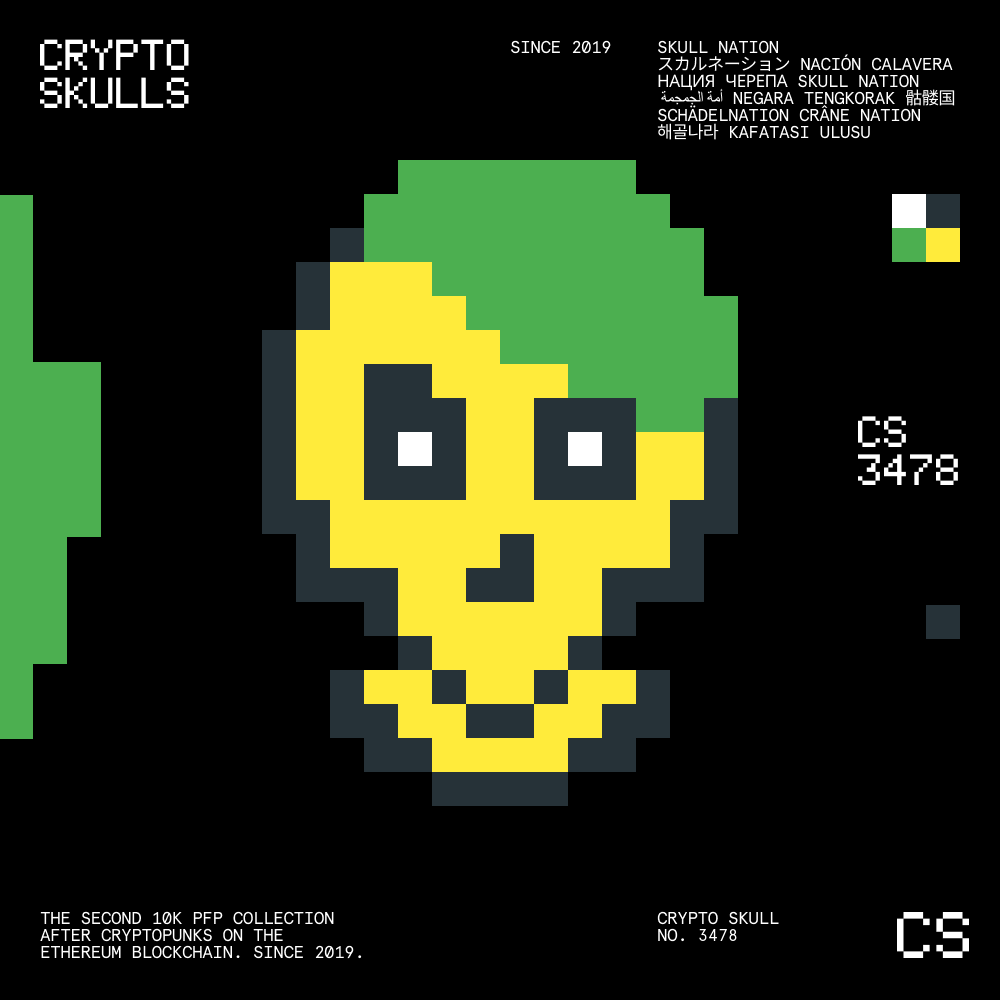 CRYPTO
SKULLS
SINCE 2019
SKULL NATION
スカルネーション NACIÓN CALAVERA
НАЦИЯ ЧЕРЕПА SKULL NATION
أمة الجمجمة NEGARA TENGKORAK 骷髅国
SCHÄDELNATION CRÂNE NATION
해골나라 KAFATASI ULUSU
CS
3478
THE SECOND 10K PFP COLLECTION
AFTER CRYPTOPUNKS ON THE
ETHEREUM BLOCKCHAIN. SINCE 2019.
CRYPTO SKULL
NO. 3478
CS